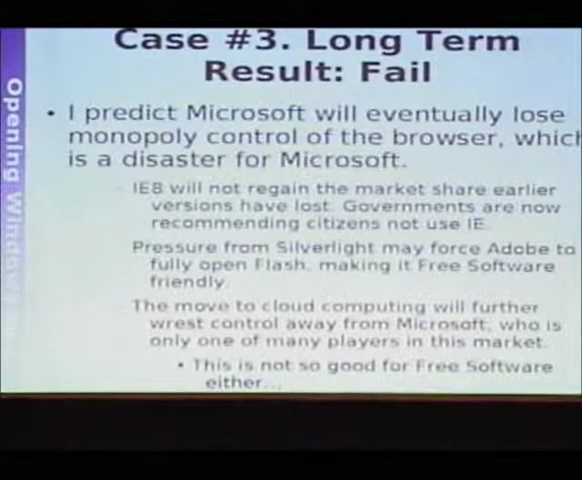 Case #3. Long Term
Result: Fail
Opening Windows
• I predict Microsoft will eventually lose
monopoly control of the browser, which
is a disaster for Microsoft.
– IE8 will not regain the market share earlier
versions have lost. Governments are now
recommending citizens not use IE.
Pressure from Silverlight may force Adobe to
fully open Flash, making it Free Software
friendly.
The move to cloud computing will further
wrest control away from Microsoft, who is
only one of many players in this market.
• This is not so good for Free Software
either...